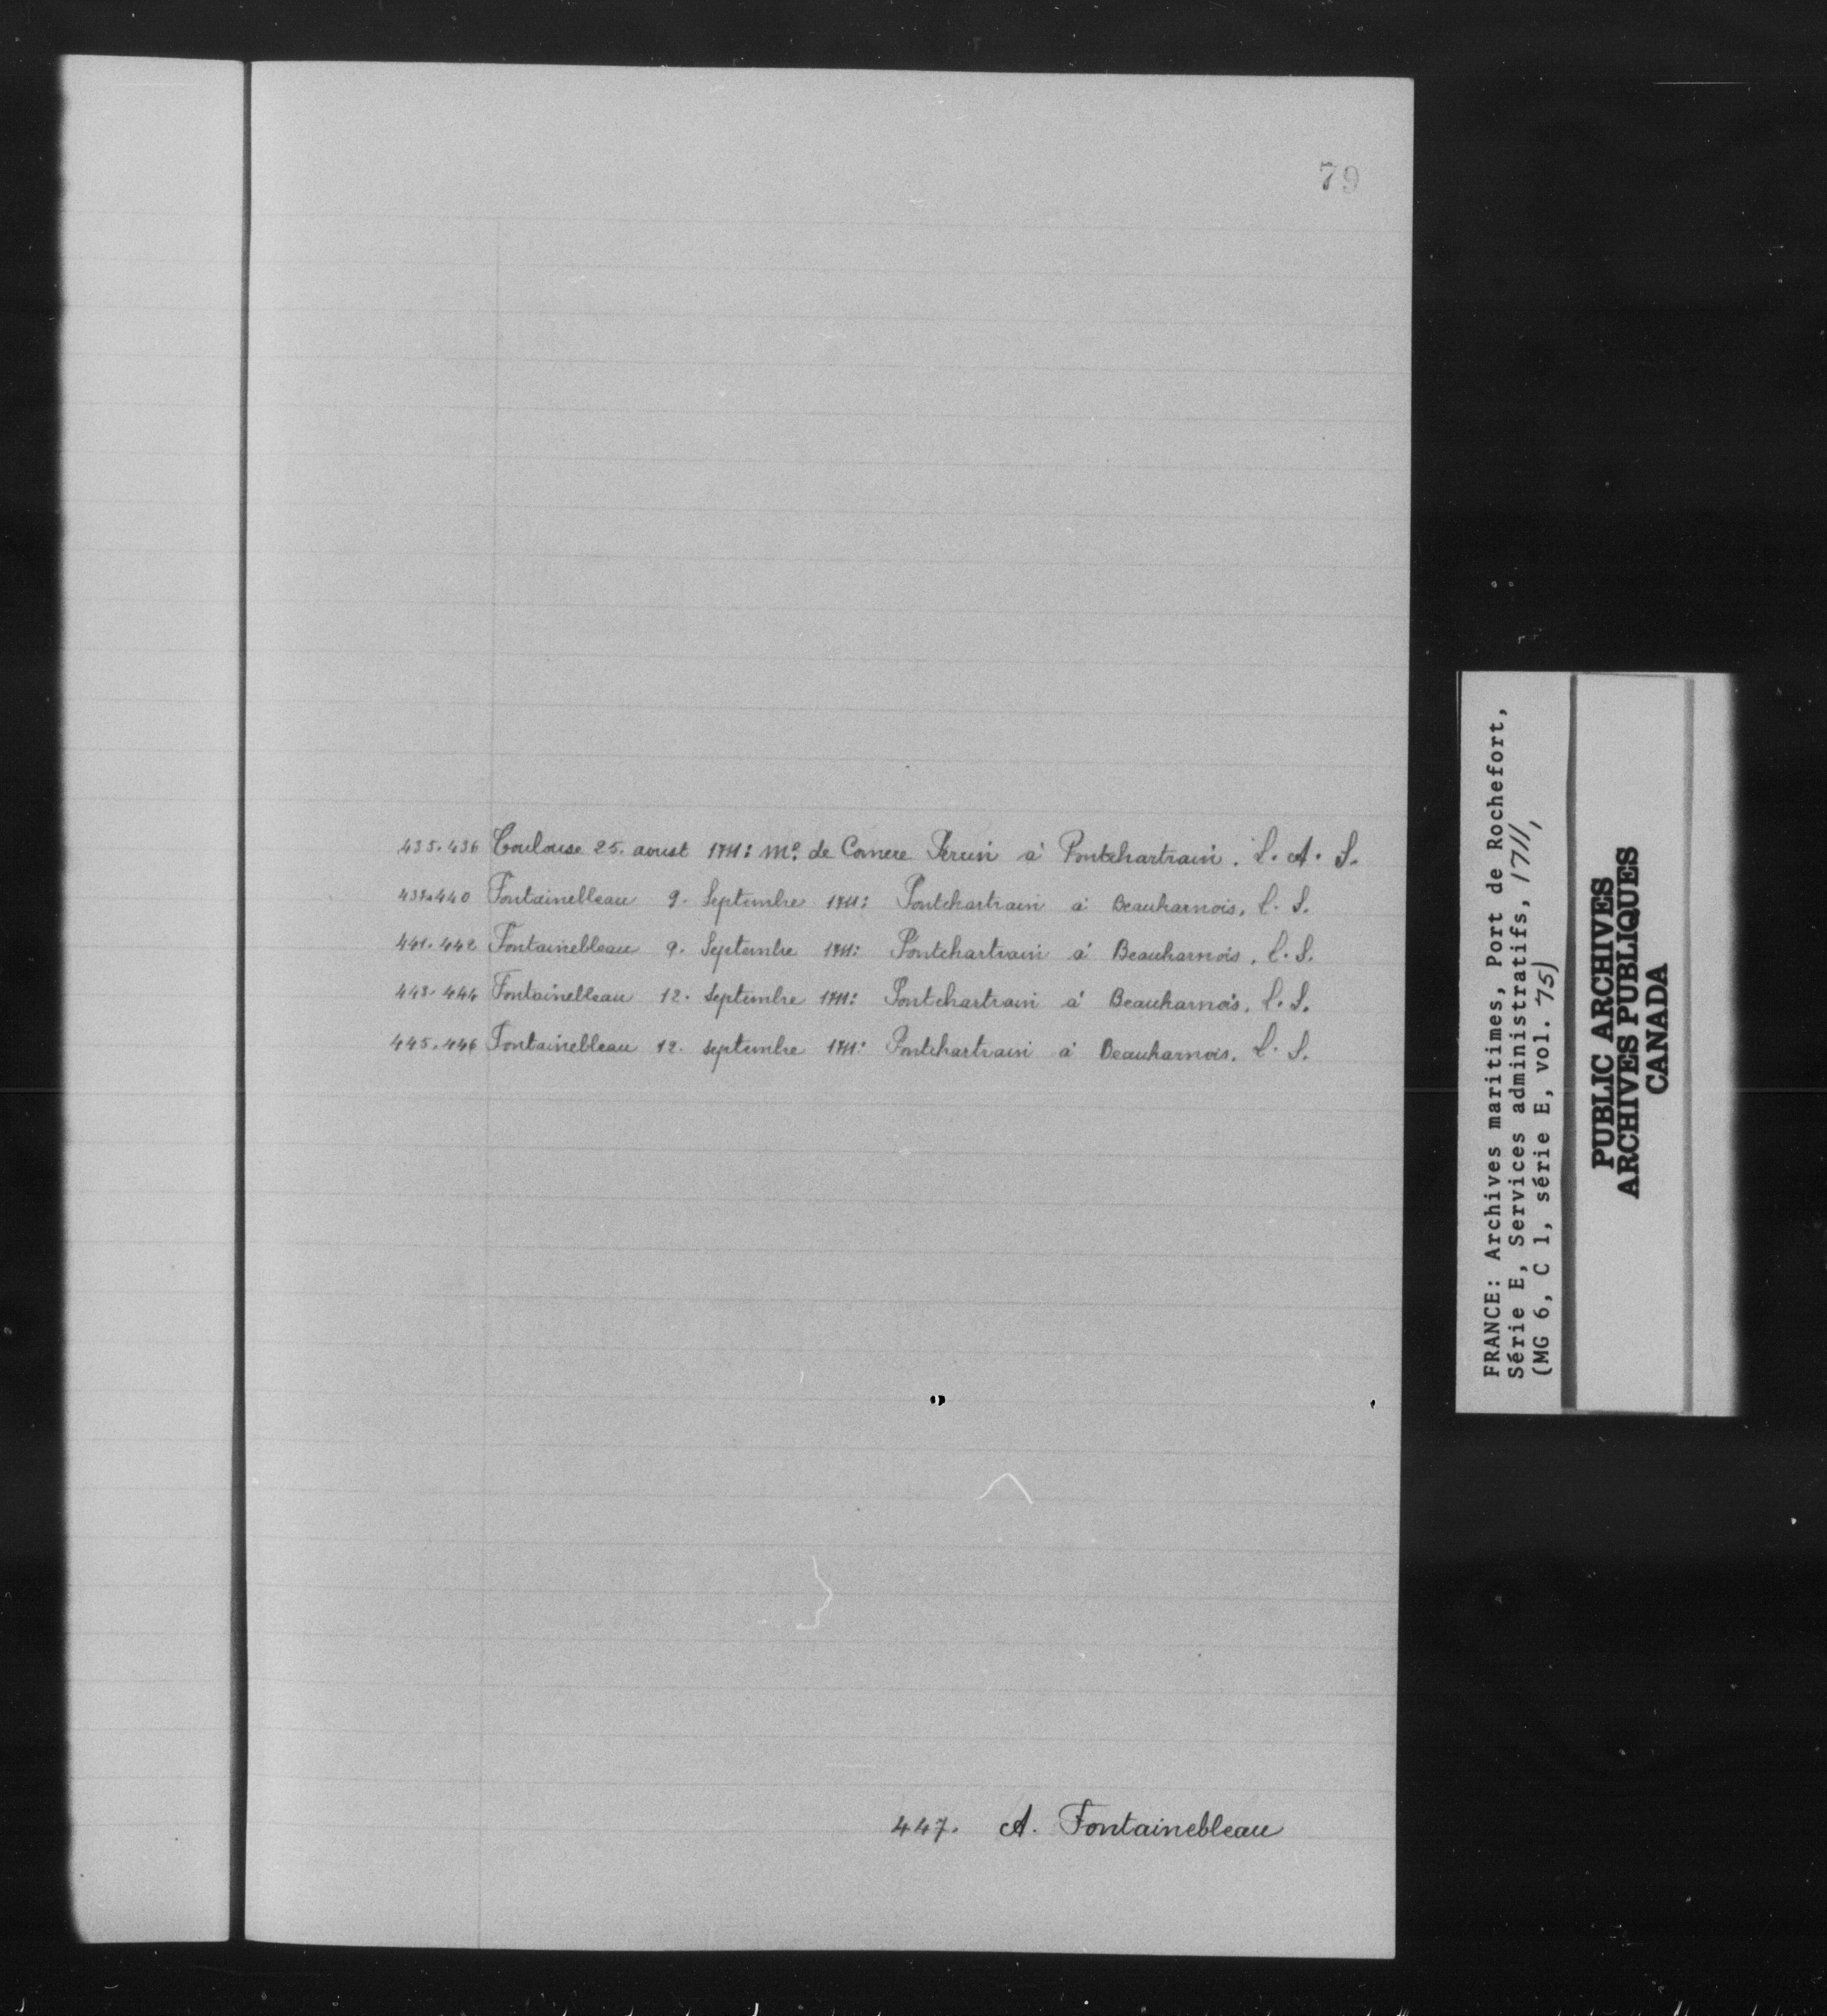 79
435.436 Toulouse 25. aoust 1711: Me. de Comere à Pontchartrain. L. A. S.
437.440 Fontainebleau 9. Septembre 1711: Pontchartrain à Beauharnois, L. S.
441.442 Fontainebleau 9. Septembre 1711: Pontchartrain à Beauharnois, L. S.
443.444 Fontainebleau 12. Septembre 1711: Pontchartrain à Beauharnois, L. S.
445.446 Fontainebleau 12. septembre 1711: Pontchartrain à Beauharnois. L. S.
447. A. Fontainebleau
FRANCE: Archives maritimes, Port de Rochefort,
Série E, Services administratifs, 1711,
(MG 6, C 1, série E, vol. 75)
PUBLIC ARCHIVES
ARCHIVES PUBLIQUES
CANADA